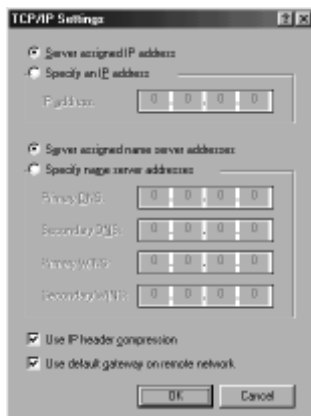 TCP/IP Settings
Server assigned IP address
Specify an IP address
IP address:
0 . 0 . 0 . 0
Server assigned name server addresses
Specify name server addresses
Primary DNS:
0 . 0 . 0 . 0
Secondary DNS:
0 . 0 . 0 . 0
Primary WINS:
0 . 0 . 0 . 0
Secondary WINS:
0 . 0 . 0 . 0
Use IP header compression
Use default gateway on remote network
OK
Cancel